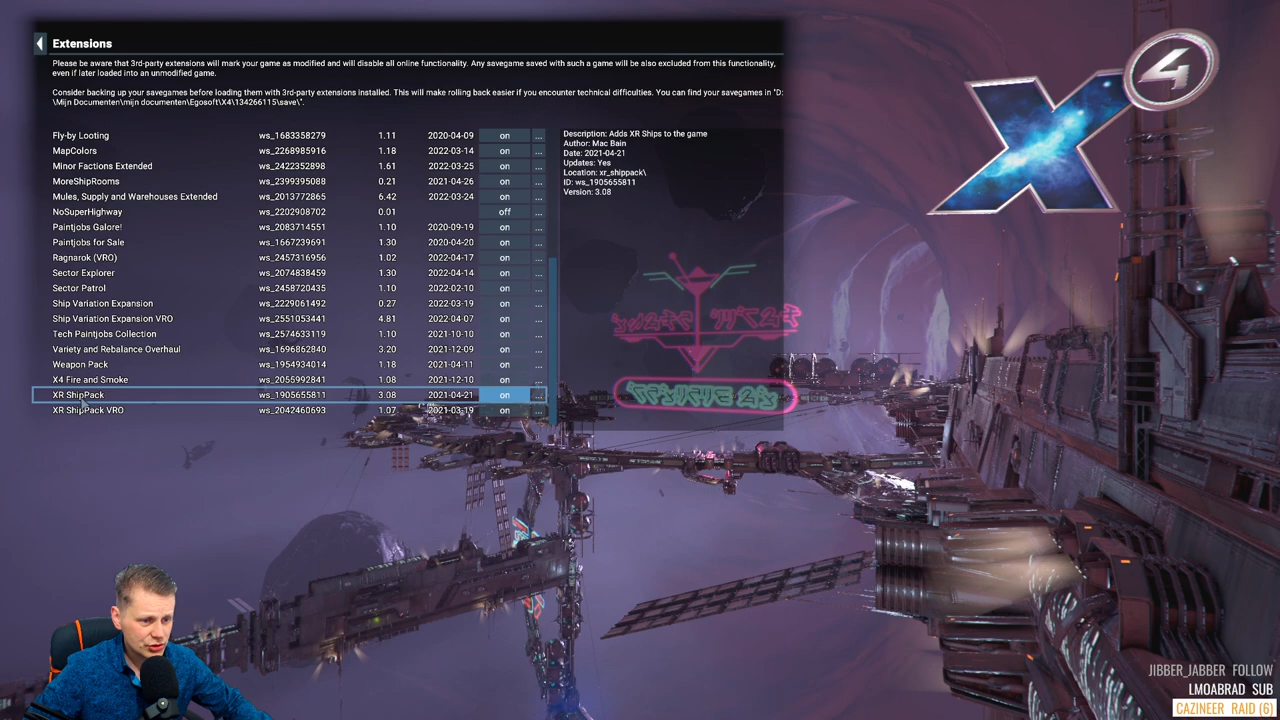 Extensions
Please be aware that 3rd-party extensions will mark your game as modified and will disable all online functionality. Any savegame saved with such a game will be also excluded from this functionality,
even if later loaded into an unmodified game.
Consider backing up your savegames before loading them with 3rd-party extensions installed. This will make rolling back easier if you encounter technical difficulties. You can find your savegames in "D:
\Mijn Documenten\mijn documenten\Egosoft\X4\134266115\save\".
Fly-by Looting ws_1683358279 1.11 2020-04-09 on ...
MapColors ws_2268985916 1.18 2022-03-14 on ...
Minor Factions Extended ws_2422352898 1.61 2022-03-25 on ...
MoreShipRooms ws_2399395088 0.21 2021-04-26 on ...
Mules, Supply and Warehouses Extended ws_2013772865 6.42 2022-03-24 on ...
NoSuperHighway ws_2202908702 0.01 off ...
Paintjobs Galore! ws_2083714551 1.10 2020-09-19 on ...
Paintjobs for Sale ws_1667239691 1.30 2020-04-20 on ...
Ragnarok (VRO) ws_2457316956 1.02 2022-04-17 on ...
Sector Explorer ws_2074838459 1.30 2022-04-14 on ...
Sector Patrol ws_2458720435 1.10 2022-02-10 on ...
Ship Variation Expansion ws_2229061492 0.27 2022-03-19 on ...
Ship Variation Expansion VRO ws_2551053441 4.81 2022-04-07 on ...
Tech Paintjobs Collection ws_2574633119 1.10 2021-10-10 on ...
Variety and Rebalance Overhaul ws_1696862840 3.20 2021-12-09 on ...
Weapon Pack ws_1954934014 1.18 2021-04-11 on ...
X4 Fire and Smoke ws_2055992841 1.08 2021-12-10 on ...
XR ShipPack ws_1905655811 3.08 2021-04-21 on ...
XR ShipPack VRO ws_2042460693 1.07 2021-03-19 on ...
Description: Adds XR Ships to the game
Author: Mac Bain
Date: 2021-04-21
Updates: Yes
Location: xr_shippack\
ID: ws_1905655811
Version: 3.08
X4
JIBBER_JABBER FOLLOW
LMOABRAD SUB
CAZINEER RAID (6)